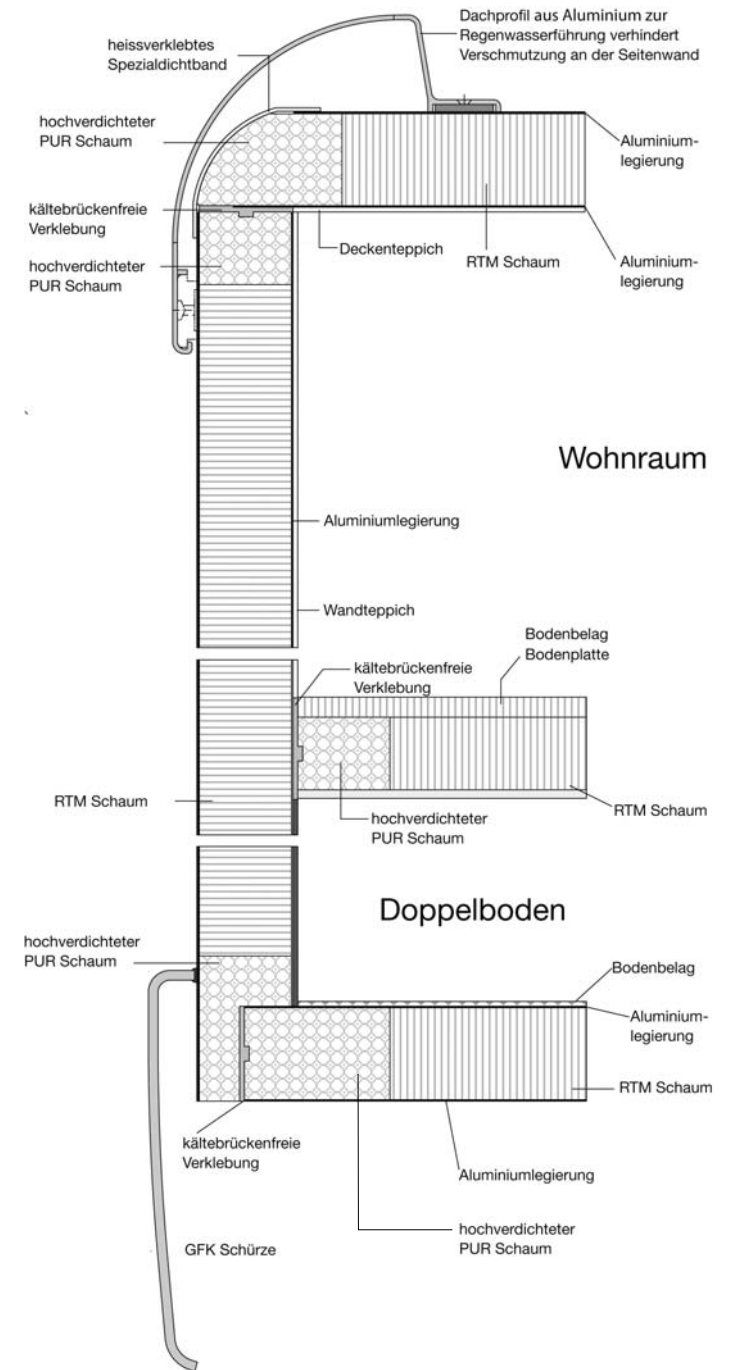 Dachprofil aus Aluminium zur
Regenwasserführung verhindert
Verschmutzung an der Seitenwand
heissverklebtes
Spezialdichtband
hochverdichteter
PUR Schaum
Aluminium-
legierung
kältebrückenfreie
Verklebung
Deckenteppich
RTM Schaum
Aluminium-
legierung
hochverdichteter
PUR Schaum
Wohnraum
Aluminiumlegierung
Wandteppich
Bodenbelag
Bodenplatte
kältebrückenfreie
Verklebung
RTM Schaum
RTM Schaum
hochverdichteter
PUR Schaum
Doppelboden
hochverdichteter
PUR Schaum
Bodenbelag
Aluminium-
legierung
RTM Schaum
kältebrückenfreie
Verklebung
Aluminiumlegierung
hochverdichteter
PUR Schaum
GFK Schürze